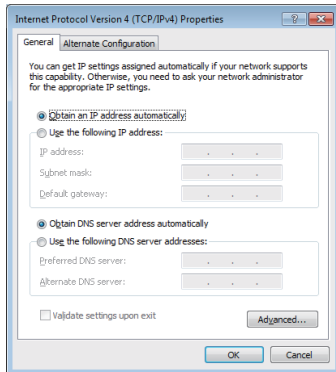 Internet Protocol Version 4 (TCP/IPv4) Properties
General
Alternate Configuration
You can get IP settings assigned automatically if your network supports
this capability. Otherwise, you need to ask your network administrator
for the appropriate IP settings.
Obtain an IP address automatically
Use the following IP address:
IP address:
Subnet mask:
Default gateway:
Obtain DNS server address automatically
Use the following DNS server addresses:
Preferred DNS server:
Alternate DNS server:
Validate settings upon exit
Advanced...
OK
Cancel